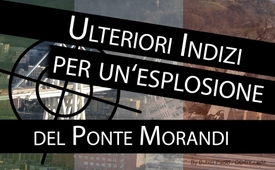 Ulteriori Indizi
per un'esplosione
del Ponte Morandi